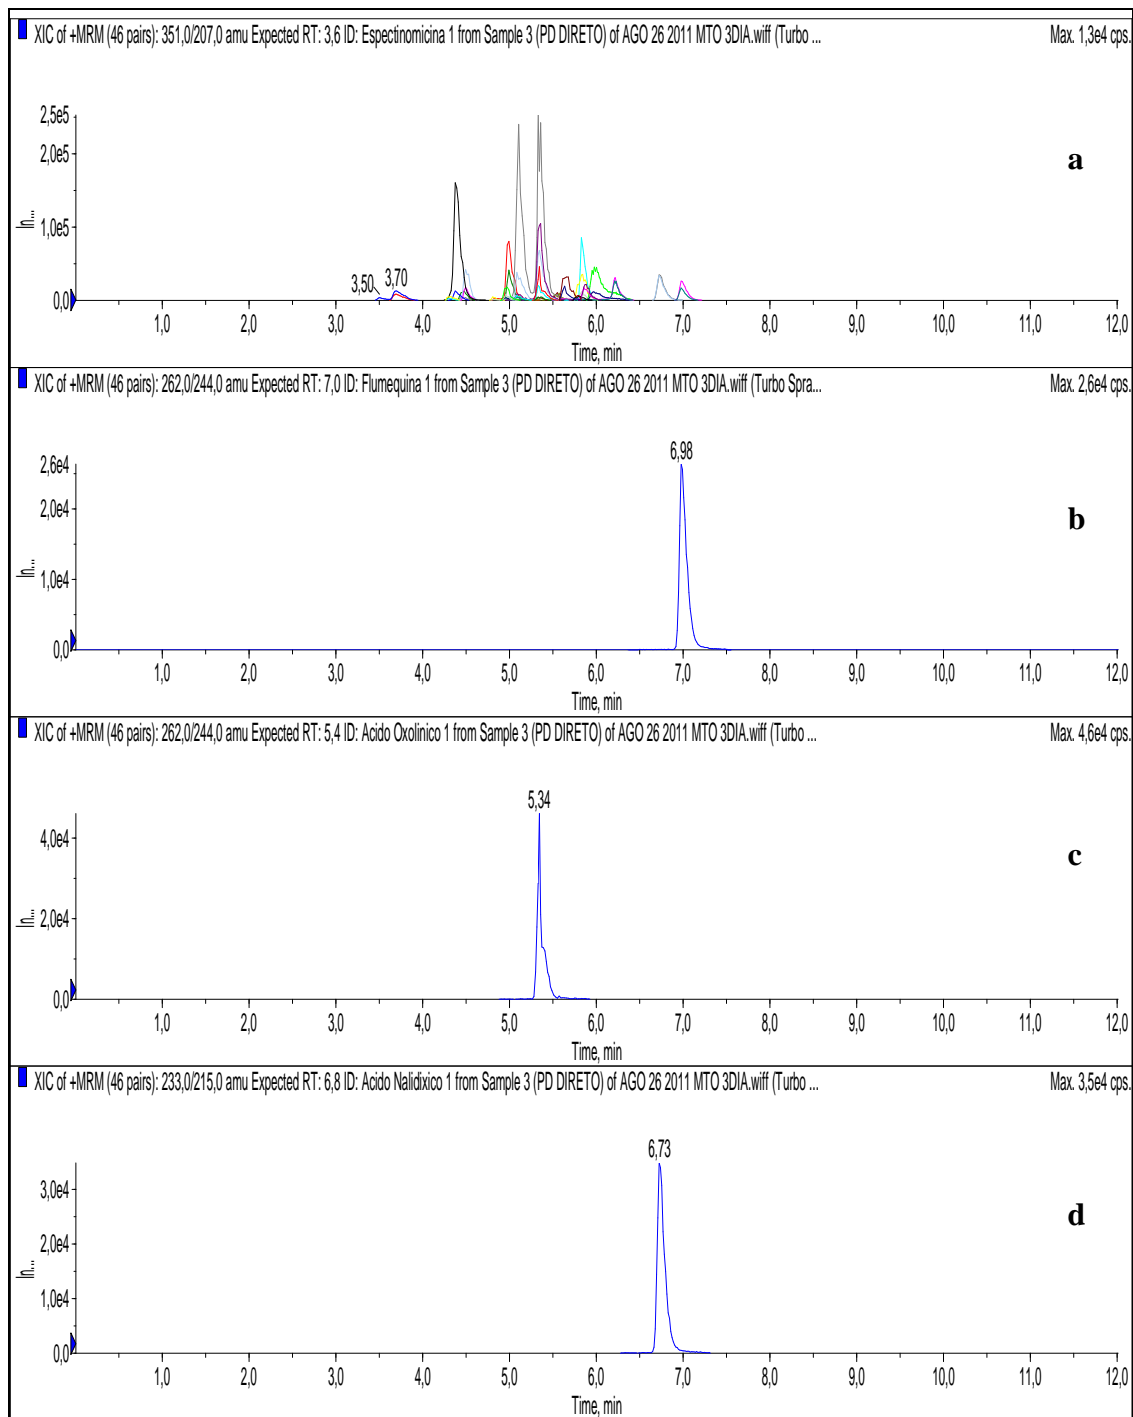 XIC of +MRM (46 pairs): 351,0/207,0 amu Expected RT: 3,6 ID: Espectinomicina 1 from Sample 3 (PD DIRETO) of AGO 26 2011 MTO 3DIA.wiff (Turbo ... Max. 1,3e4 cps.
2,5e5
2,0e5
a
1,0e5
In...
3,50 3,70
0,0
1,0 2,0 3,0 4,0 5,0 6,0 7,0 8,0 9,0 10,0 11,0 12,0
Time, min
XIC of +MRM (46 pairs): 262,0/244,0 amu Expected RT: 7,0 ID: Flumequina 1 from Sample 3 (PD DIRETO) of AGO 26 2011 MTO 3DIA.wiff (Turbo Spra... Max. 2,6e4 cps.
6,98
2,6e4
2,0e4
b
In...
1,0e4
0,0
1,0 2,0 3,0 4,0 5,0 6,0 7,0 8,0 9,0 10,0 11,0 12,0
Time, min
XIC of +MRM (46 pairs): 262,0/244,0 amu Expected RT: 5,4 ID: Acido Oxolinico 1 from Sample 3 (PD DIRETO) of AGO 26 2011 MTO 3DIA.wiff (Turbo ... Max. 4,6e4 cps.
5,34
4,0e4
c
2,0e4
In...
0,0
1,0 2,0 3,0 4,0 5,0 6,0 7,0 8,0 9,0 10,0 11,0 12,0
Time, min
XIC of +MRM (46 pairs): 233,0/215,0 amu Expected RT: 6,8 ID: Acido Nalidixico 1 from Sample 3 (PD DIRETO) of AGO 26 2011 MTO 3DIA.wiff (Turbo ... Max. 3,5e4 cps.
6,73
3,0e4
d
2,0e4
In...
1,0e4
0,0
1,0 2,0 3,0 4,0 5,0 6,0 7,0 8,0 9,0 10,0 11,0 12,0
Time, min